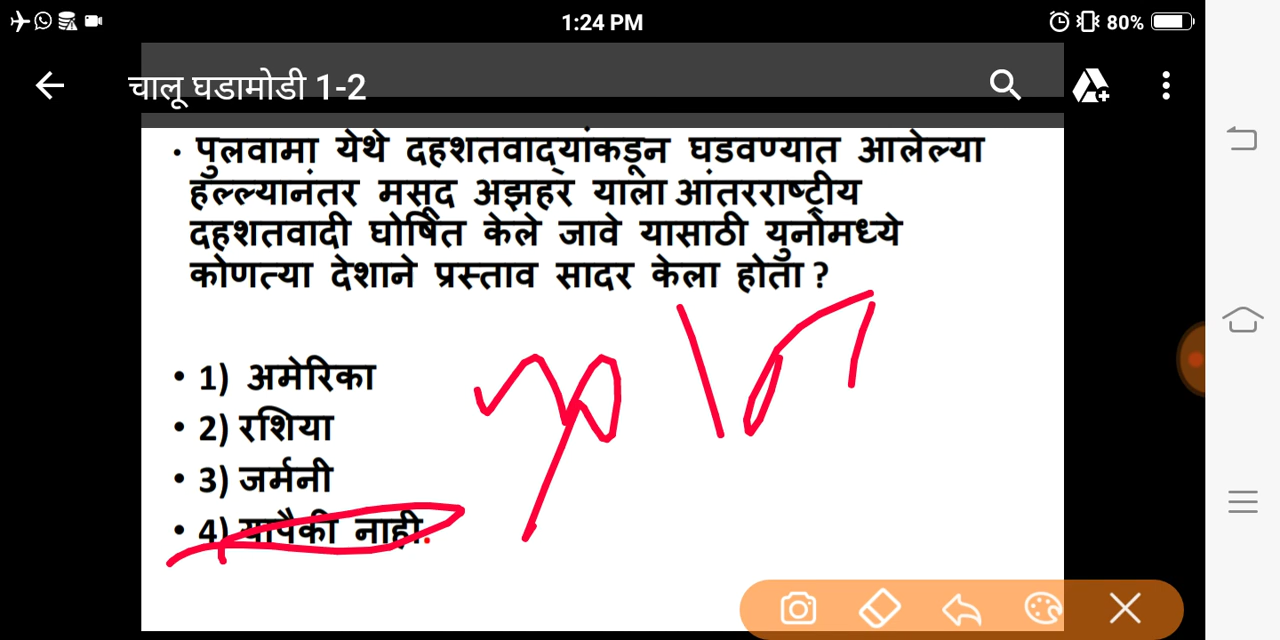 1:24 PM
80%
चालू घडामोडी 1-2
• पुलवामा येथे दहशतवाद्यांकडून घडवण्यात आलेल्या
हल्ल्यानंतर मसूद अझहर याला आंतरराष्ट्रीय
दहशतवादी घोषित केले जावे यासाठी युनोमध्ये
कोणत्या देशाने प्रस्ताव सादर केला होता ?
• 1) अमेरिका
• 2) रशिया
• 3) जर्मनी
• 4) यापैकी नाही.